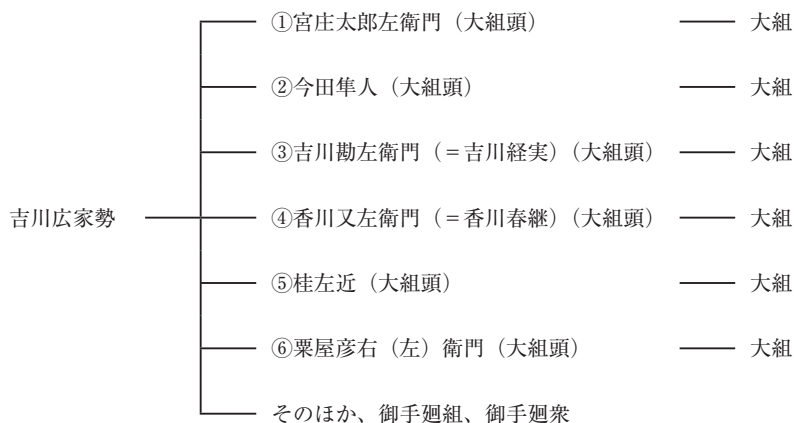 ①宮庄太郎左衛門（大組頭） 大組
②今田隼人（大組頭） 大組
③吉川勘左衛門（＝吉川経実）（大組頭） 大組
吉川広家勢 ④香川又左衛門（＝香川春継）（大組頭） 大組
⑤桂左近（大組頭） 大組
⑥粟屋彦右（左）衛門（大組頭） 大組
そのほか、御手廻組、御手廻衆